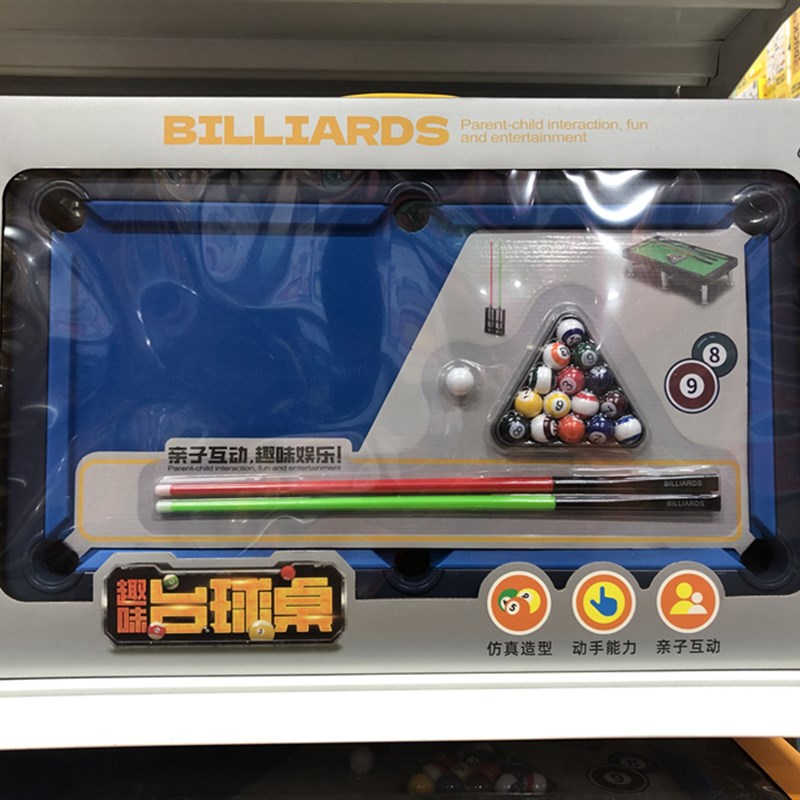 BILLIARDS
Parent-child interaction, fun
and entertainment
8
9
亲子互动,趣味娱乐!
Parent-child interaction, fun and entertainment
BILLIARDS
BILLIARDS
趣味
台球桌
仿真造型
动手能力
亲子互动